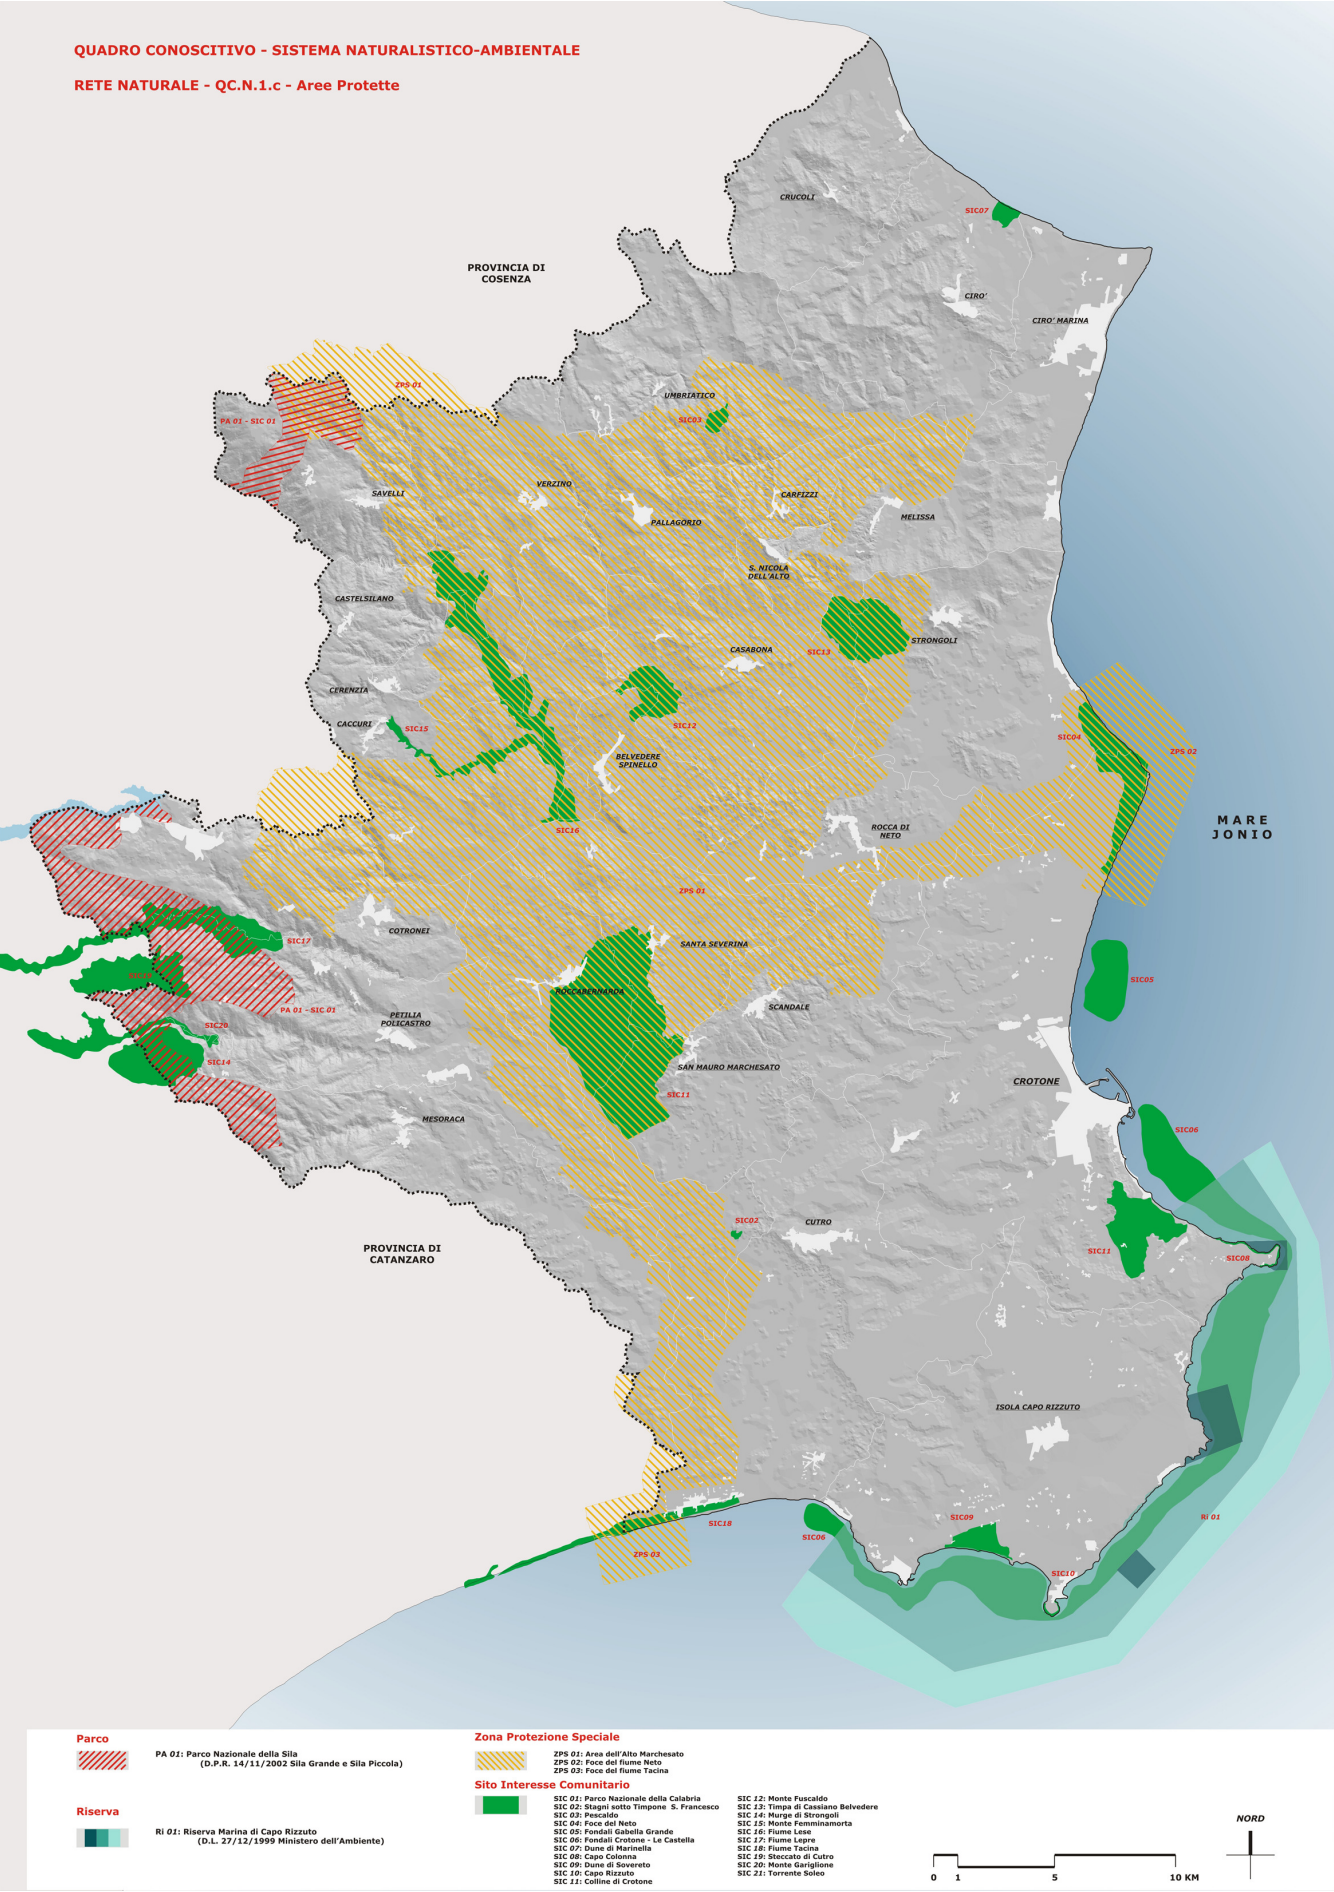 QUADRO CONOSCITIVO - SISTEMA NATURALISTICO-AMBIENTALE
RETE NATURALE - QC.N.1.c - Aree Protette
CRUCOLI
SIC07
PROVINCIA DI
COSENZA
CIRO'
CIRO' MARINA
ZPS 01
UMBRIATICO
PA 01 - SIC 01
SIC03
SAVELLI
VERZINO
CARFIZZI
PALLAGORIO
MELISSA
S. NICOLA
DELL'ALTO
CASTELSILANO
STRONGOLI
CASABONA
SIC13
CERENZIA
CACCURI
SIC15
SIC12
SIC04
ZPS 02
BELVEDERE
SPINELLO
MARE
JONIO
SIC16
ROCCA DI
NETO
ZPS 01
COTRONEI
SIC17
SANTA SEVERINA
SIC05
ROCCABERNARDA
SCANDALE
PA 01 - SIC 01
PETILIA
POLICASTRO
SIC20
SIC14
SAN MAURO MARCHESATO
CROTONE
SIC11
MESORACA
SIC06
SIC02
CUTRO
PROVINCIA DI
CATANZARO
SIC11
SIC08
ISOLA CAPO RIZZUTO
SIC18
SIC06
SIC09
Ri 01
ZPS 03
SIC10
Parco
PA 01: Parco Nazionale della Sila
(D.P.R. 14/11/2002 Sila Grande e Sila Piccola)
Riserva
Ri 01: Riserva Marina di Capo Rizzuto
(D.L. 27/12/1999 Ministero dell'Ambiente)
Zona Protezione Speciale
ZPS 01: Area dell'Alto Marchesato
ZPS 02: Foce del fiume Neto
ZPS 03: Foce del fiume Tacina
Sito Interesse Comunitario
SIC 01: Parco Nazionale della Calabria
SIC 02: Stagni sotto Timpone S. Francesco
SIC 03: Pescaldo
SIC 04: Foce del Neto
SIC 05: Fondali Gabella Grande
SIC 06: Fondali Crotone - Le Castella
SIC 07: Dune di Marinella
SIC 08: Capo Colonna
SIC 09: Dune di Sovereto
SIC 10: Capo Rizzuto
SIC 11: Colline di Crotone
SIC 12: Monte Fuscaldo
SIC 13: Timpa di Cassiano Belvedere
SIC 14: Murge di Strongoli
SIC 15: Monte Femminamorta
SIC 16: Fiume Lese
SIC 17: Fiume Lepre
SIC 18: Fiume Tacina
SIC 19: Steccato di Cutro
SIC 20: Monte Gariglione
SIC 21: Torrente Soleo
NORD
0 1 5 10 KM